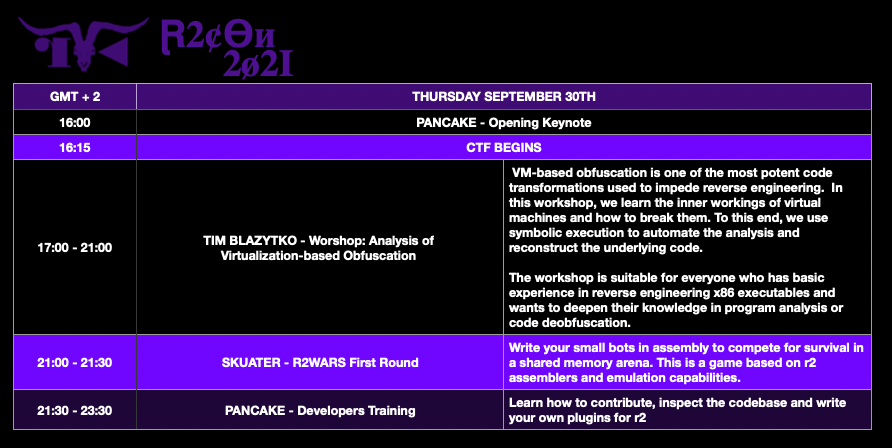 Ɽ2¢Ɵи
2ø2I
GMT + 2
THURSDAY SEPTEMBER 30TH
16:00
PANCAKE - Opening Keynote
16:15
CTF BEGINS
17:00 - 21:00
TIM BLAZYTKO - Worshop: Analysis of
Virtualization-based Obfuscation
VM-based obfuscation is one of the most potent code
transformations used to impede reverse engineering.  In
this workshop, we learn the inner workings of virtual
machines and how to break them. To this end, we use
symbolic execution to automate the analysis and
reconstruct the underlying code.
The workshop is suitable for everyone who has basic
experience in reverse engineering x86 executables and
wants to deepen their knowledge in program analysis or
code deobfuscation.
21:00 - 21:30
SKUATER - R2WARS First Round
Write your small bots in assembly to compete for survival in
a shared memory arena. This is a game based on r2
assemblers and emulation capabilities.
21:30 - 23:30
PANCAKE - Developers Training
Learn how to contribute, inspect the codebase and write
your own plugins for r2